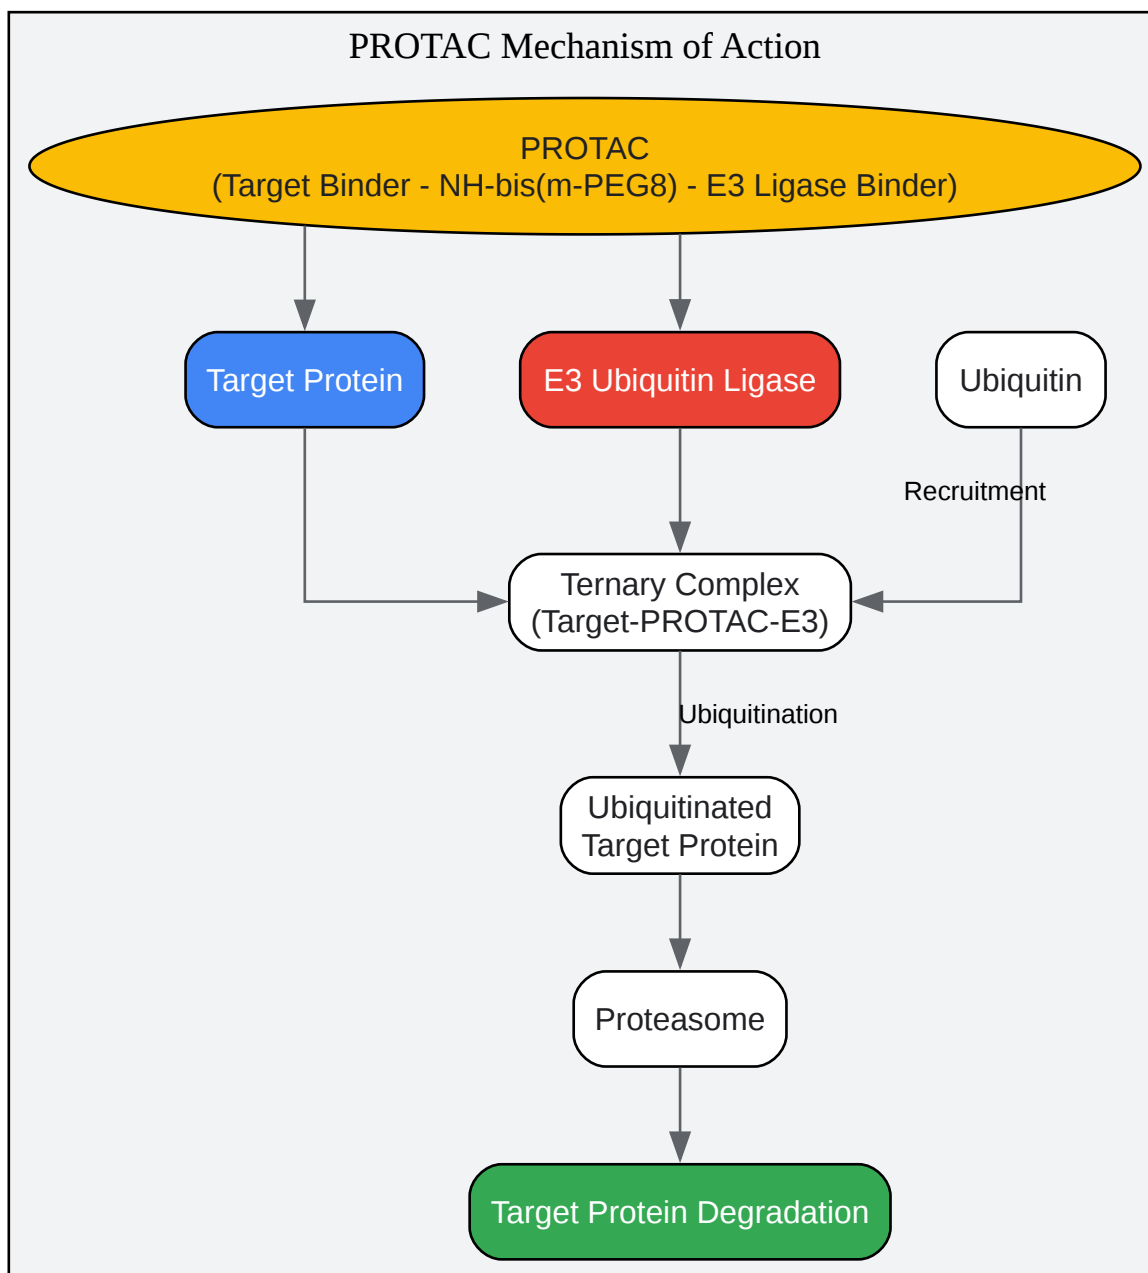 PROTAC Mechanism of Action
PROTAC
(Target Binder - NH-bis(m-PEG8) - E3 Ligase Binder)
Target Protein
E3 Ubiquitin Ligase
Ubiquitin
Recruitment
Ternary Complex
(Target-PROTAC-E3)
Ubiquitination
Ubiquitinated
Target Protein
Proteasome
Target Protein Degradation